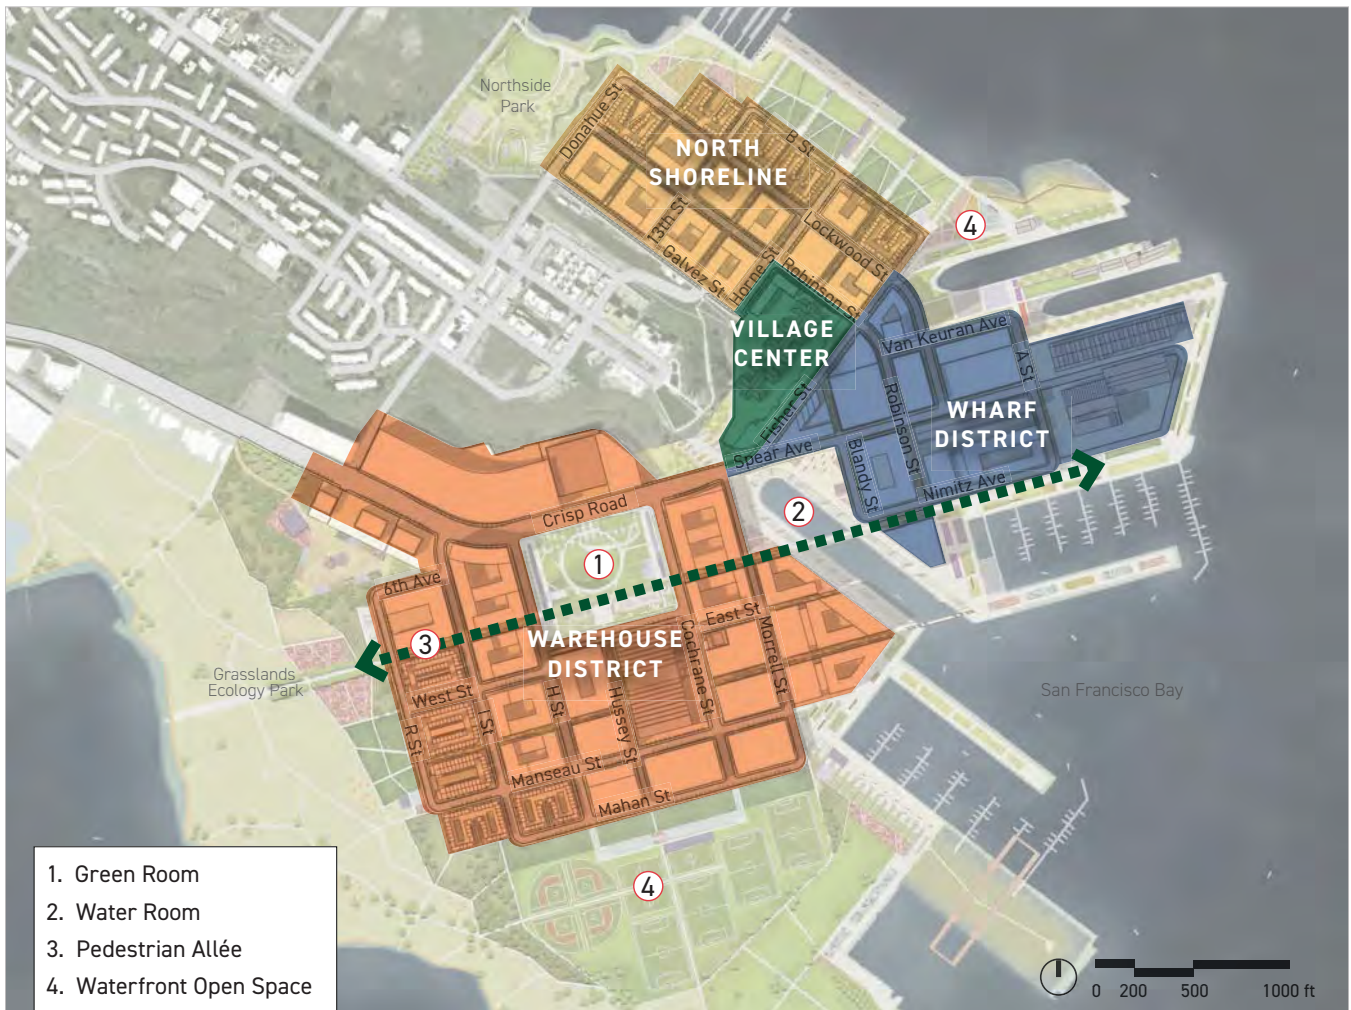 Northside
Park
Donahue St
B St
NORTH
SHORELINE
4
13th St
Lockwood St
Galvez St
Horne St
Robinson St
VILLAGE
CENTER
Van Keuran Ave
A St
Fisher St
Robinson St
WHARF
DISTRICT
Spear Ave
Blandy St
Nimitz Ave
Crisp Road
2
1
6th Ave
3
East St
WAREHOUSE
DISTRICT
Cochrane St
Morrell St
Grasslands
Ecology Park
West St
San Francisco Bay
R St
I St
H St
Hussey St
Manseau St
Mahan St
4
1. Green Room
2. Water Room
3. Pedestrian Allée
4. Waterfront Open Space
0 200 500 1000 ft